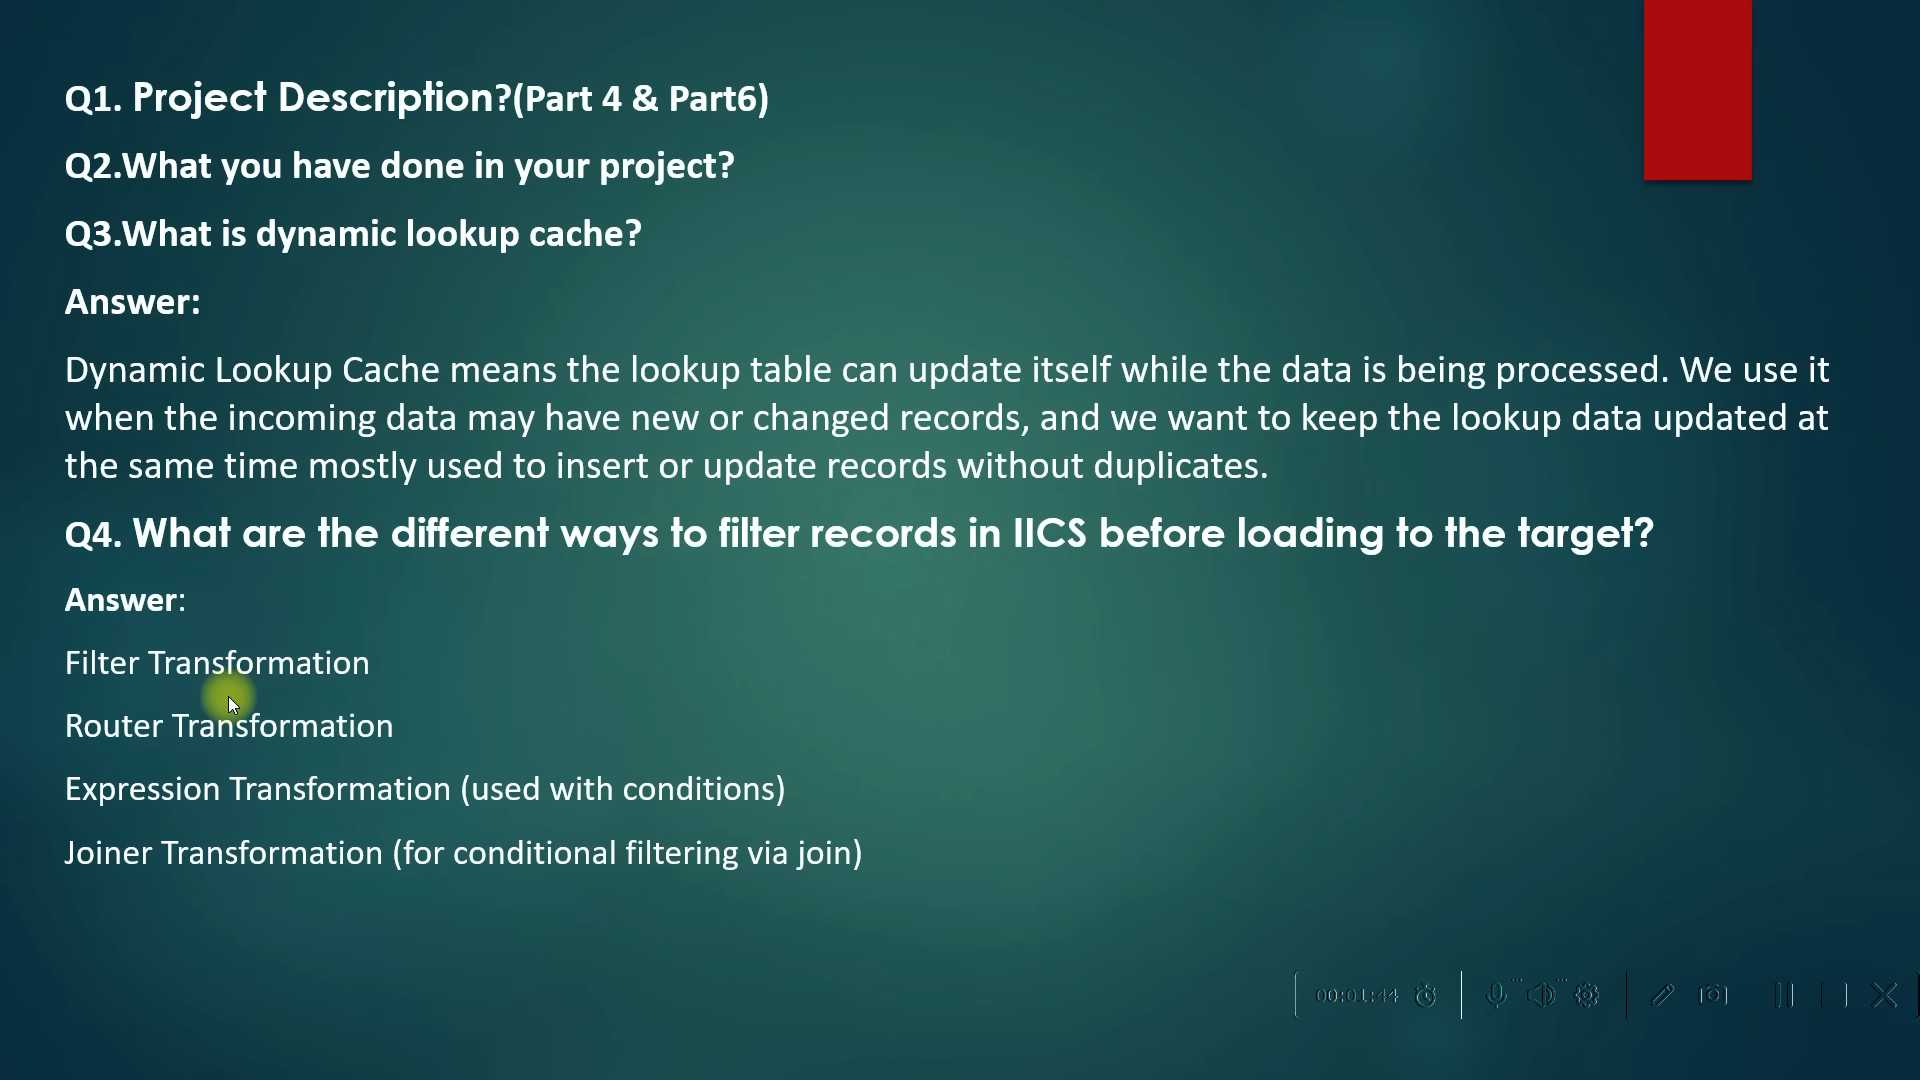 Q1. Project Description?(Part 4 & Part6)
Q2.What you have done in your project?
Q3.What is dynamic lookup cache?
Answer:
Dynamic Lookup Cache means the lookup table can update itself while the data is being processed. We use it
when the incoming data may have new or changed records, and we want to keep the lookup data updated at
the same time mostly used to insert or update records without duplicates.
Q4. What are the different ways to filter records in IICS before loading to the target?
Answer:
Filter Transformation
Router Transformation
Expression Transformation (used with conditions)
Joiner Transformation (for conditional filtering via join)
00:01:44